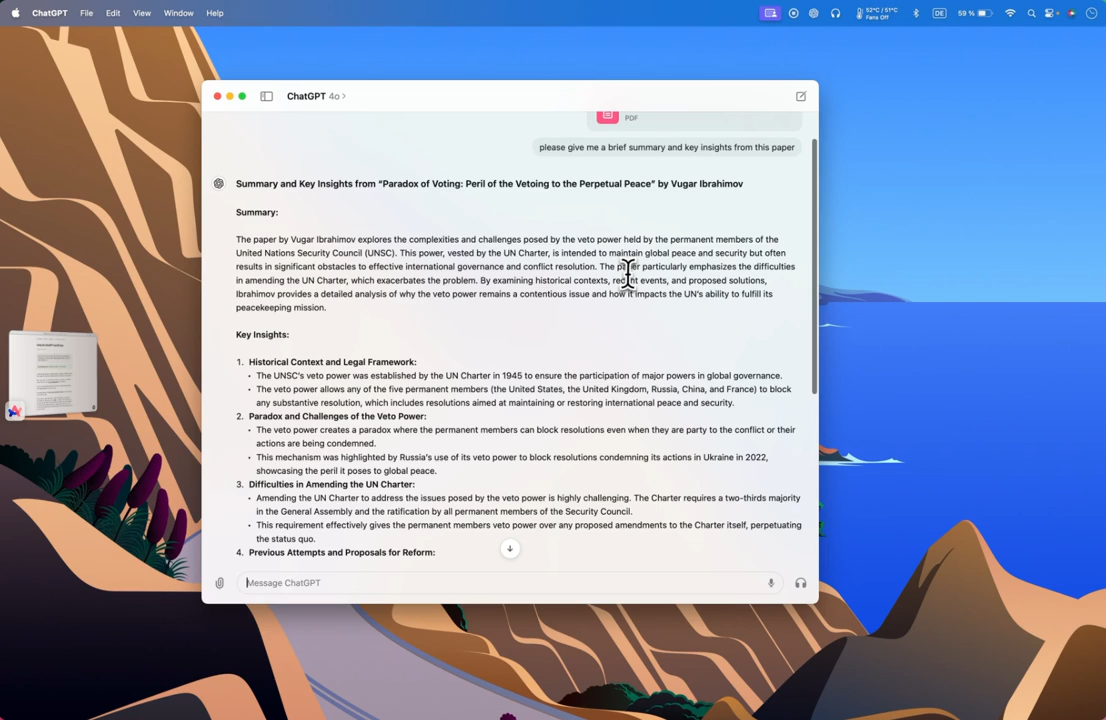 ChatGPT File Edit View Window Help 52°C / 51°C DE 59 %
Fans Off
ChatGPT 4o >
PDF
please give me a brief summary and key insights from this paper
Summary and Key Insights from “Paradox of Voting: Peril of the Vetoing to the Perpetual Peace” by Vugar Ibrahimov
Summary:
The paper by Vugar Ibrahimov explores the complexities and challenges posed by the veto power held by the permanent members of the
United Nations Security Council (UNSC). This power, vested by the UN Charter, is intended to maintain global peace and security but often
results in significant obstacles to effective international governance and conflict resolution. The paper particularly emphasizes the difficulties
in amending the UN Charter, which exacerbates the problem. By examining historical contexts, recent events, and proposed solutions,
Ibrahimov provides a detailed analysis of why the veto power remains a contentious issue and how it impacts the UN’s ability to fulfill its
peacekeeping mission.
Key Insights:
1. Historical Context and Legal Framework:
• The UNSC’s veto power was established by the UN Charter in 1945 to ensure the participation of major powers in global governance.
• The veto power allows any of the five permanent members (the United States, the United Kingdom, Russia, China, and France) to block
any substantive resolution, which includes resolutions aimed at maintaining or restoring international peace and security.
2. Paradox and Challenges of the Veto Power:
• The veto power creates a paradox where the permanent members can block resolutions even when they are party to the conflict or their
actions are being condemned.
• This mechanism was highlighted by Russia’s use of its veto power to block resolutions condemning its actions in Ukraine in 2022,
showcasing the peril it poses to global peace.
3. Difficulties in Amending the UN Charter:
• Amending the UN Charter to address the issues posed by the veto power is highly challenging. The Charter requires a two-thirds majority
in the General Assembly and the ratification by all permanent members of the Security Council.
• This requirement effectively gives the permanent members veto power over any proposed amendments to the Charter itself, perpetuating
the status quo.
4. Previous Attempts and Proposals for Reform:
Message ChatGPT